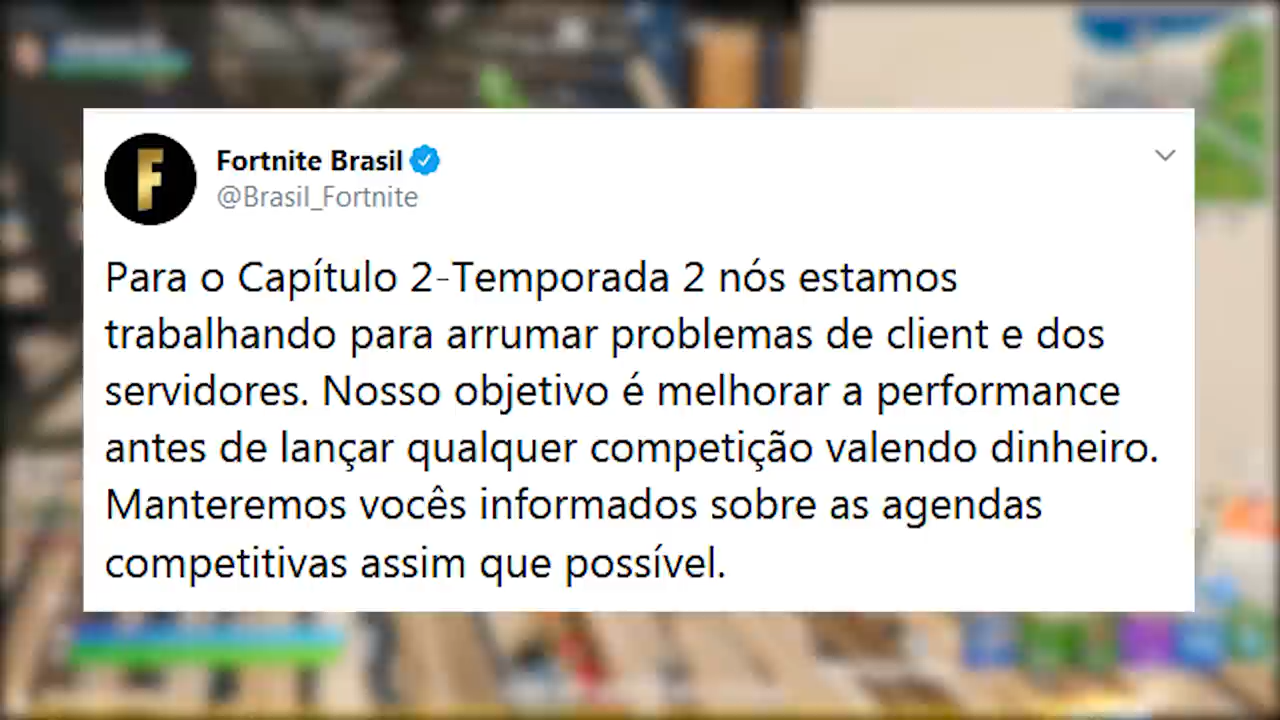 Fortnite Brasil
@Brasil_Fortnite
Para o Capítulo 2-Temporada 2 nós estamos
trabalhando para arrumar problemas de client e dos
servidores. Nosso objetivo é melhorar a performance
antes de lançar qualquer competição valendo dinheiro.
Manteremos vocês informados sobre as agendas
competitivas assim que possível.